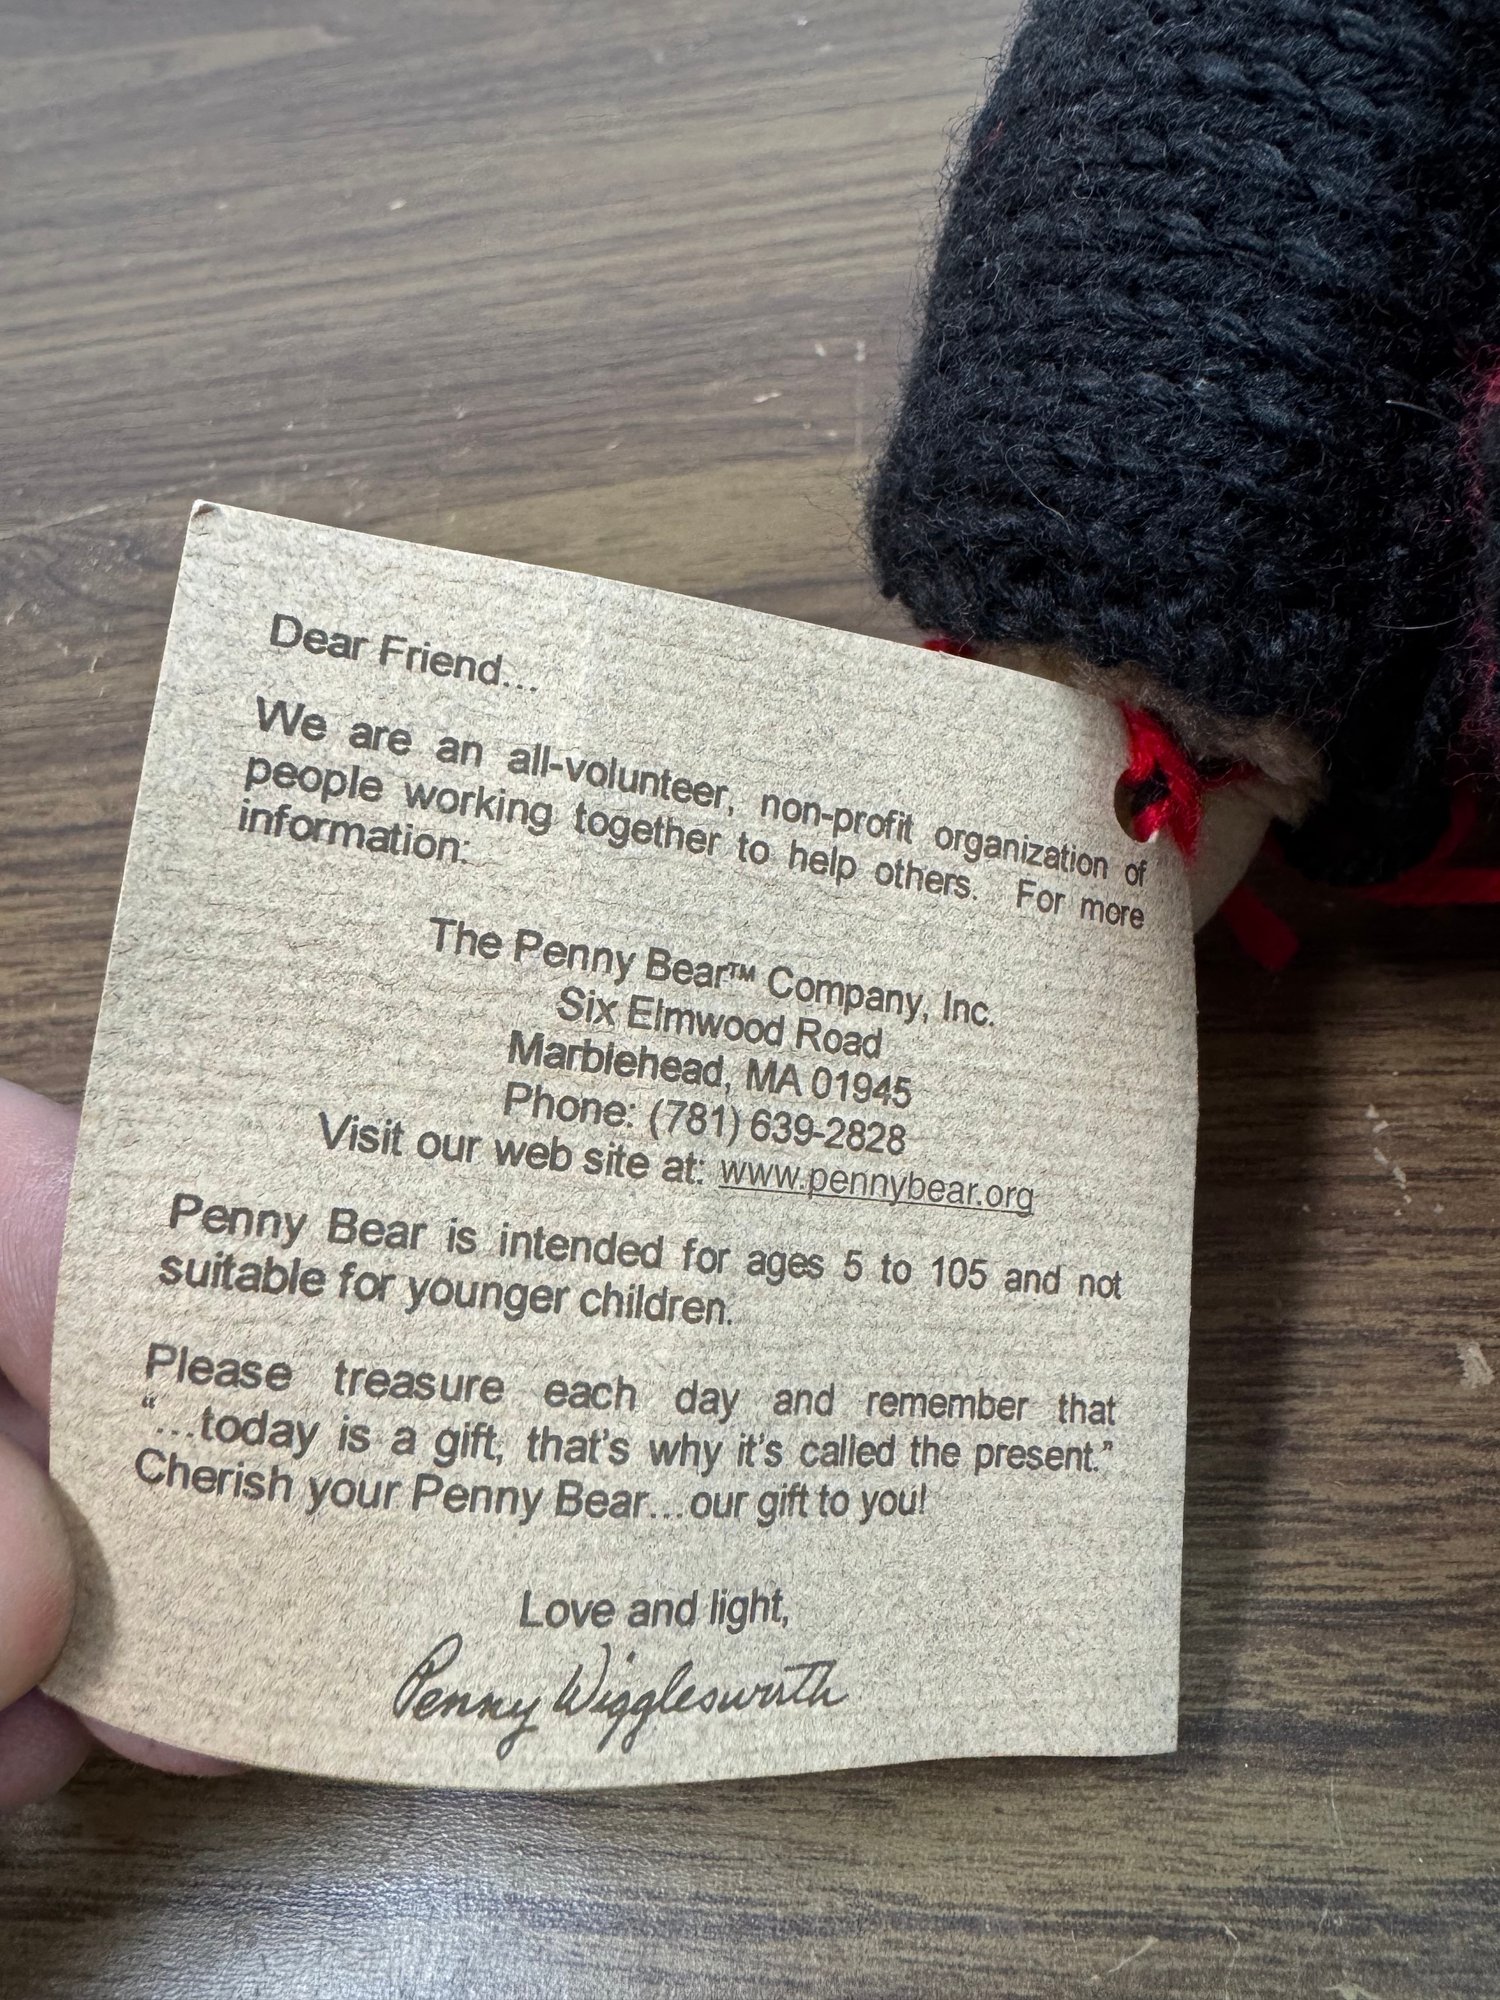 Dear Friend...
We are an all-volunteer, non-profit organization of
people working together to help others. For more
information:
The Penny Bear™ Company, Inc.
Six Elmwood Road
Marblehead, MA 01945
Phone: (781) 639-2828
Visit our web site at: www.pennybear.org
Penny Bear is intended for ages 5 to 105 and not
suitable for younger children.
Please treasure each day and remember that
“...today is a gift, that’s why it’s called the present.”
Cherish your Penny Bear...our gift to you!
Love and light,
Penny Wigglesworth